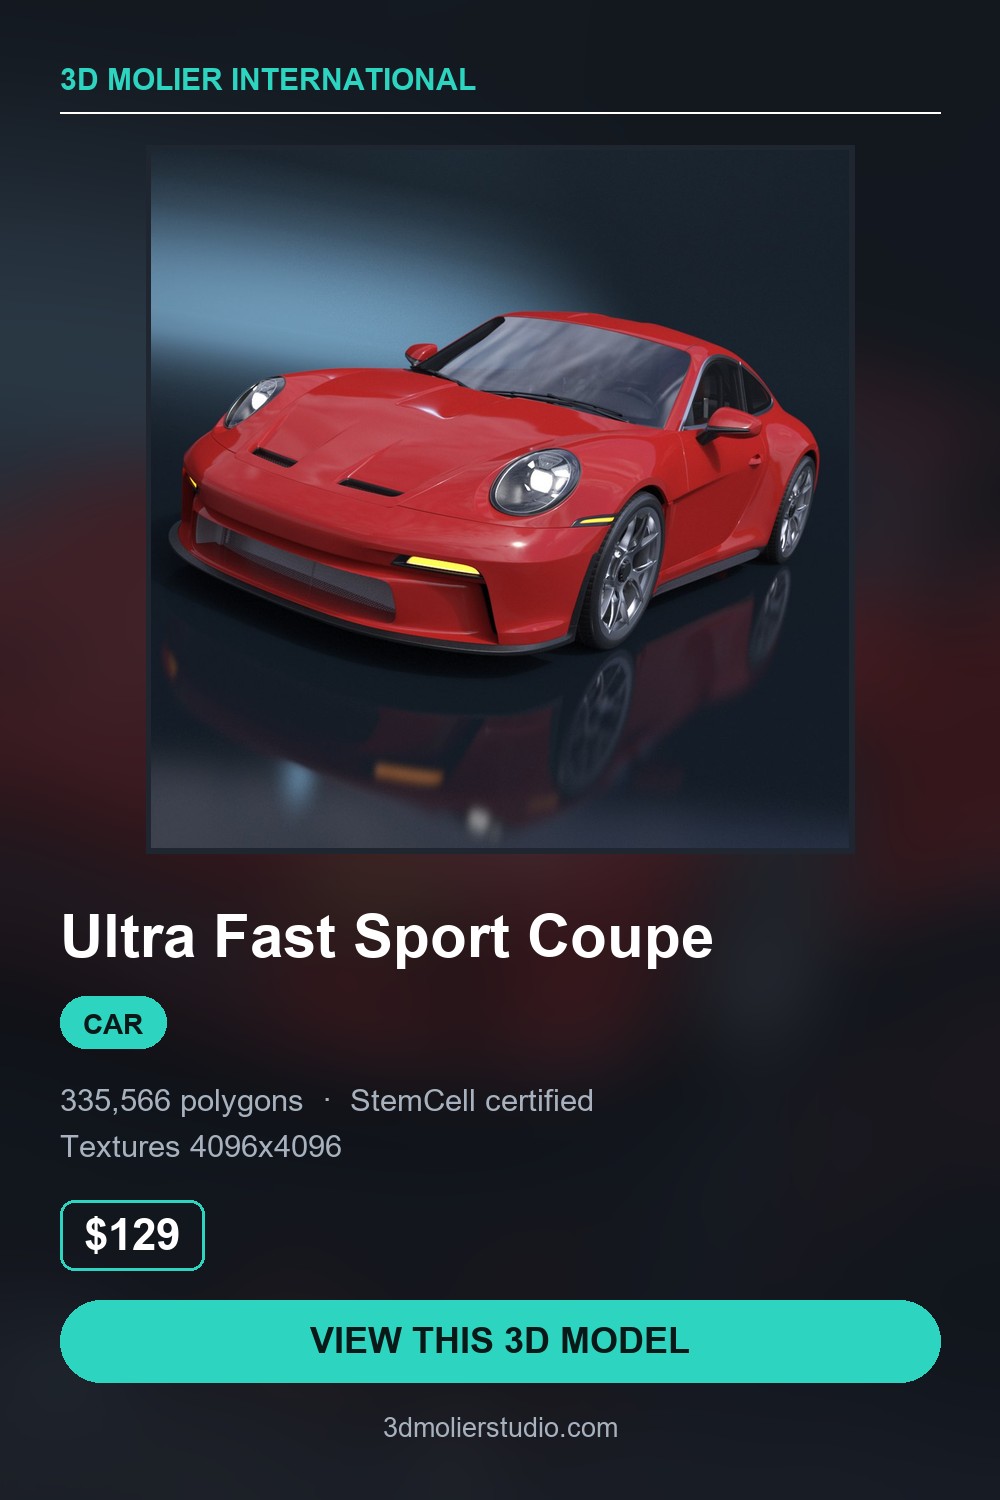 3D MOLIER INTERNATIONAL
Ultra Fast Sport Coupe
CAR
335,566 polygons · StemCell certified
Textures 4096x4096
$129
VIEW THIS 3D MODEL
3dmolierstudio.com